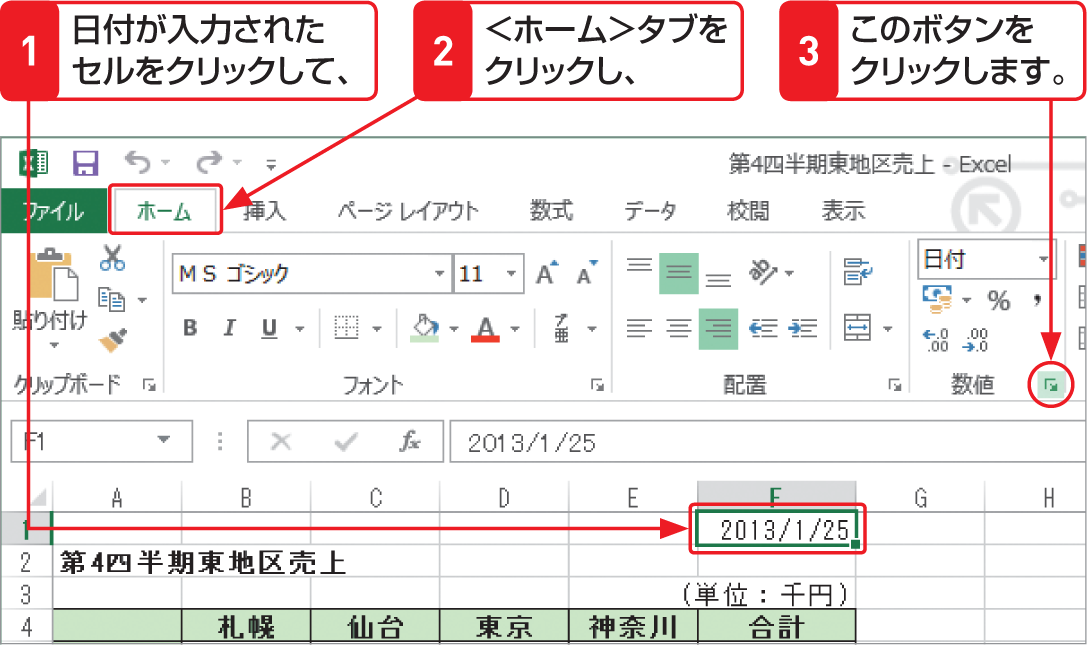 1 日付が入力された
セルをクリックして、
2 <ホーム>タブを
クリックし、
3 このボタンを
クリックします。
第4四半期東地区売上 - Excel
ファイル ホーム 挿入 ページ レイアウト 数式 データ 校閲 表示
貼り付け
ＭＳ ゴシック 11 A A
B I U A ア亜
日付
% ,
←.0 .00
.00 →.0
クリップボード フォント 配置 数値
F1 fx 2013/1/25
A B C D E F G H
1 2013/1/25
2 第4四半期東地区売上
3 (単位：千円)
4 札幌 仙台 東京 神奈川 合計